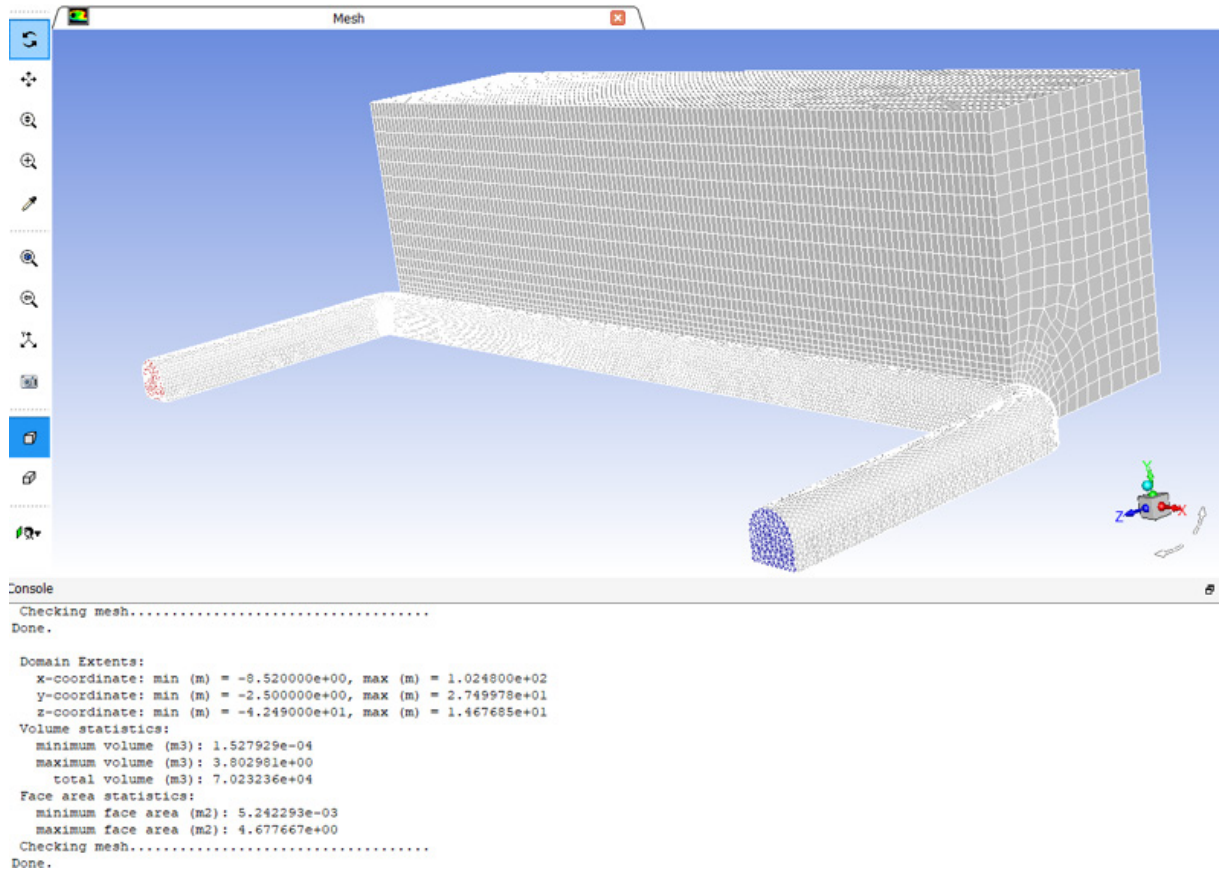 Mesh
Y
Z
X
Console
Checking mesh....................................
Done.
Domain Extents:
x-coordinate: min (m) = -8.520000e+00, max (m) = 1.024800e+02
y-coordinate: min (m) = -2.500000e+00, max (m) = 2.749978e+01
z-coordinate: min (m) = -4.249000e+01, max (m) = 1.467685e+01
Volume statistics:
minimum volume (m3): 1.527929e-04
maximum volume (m3): 3.802981e+00
total volume (m3): 7.023236e+04
Face area statistics:
minimum face area (m2): 5.242293e-03
maximum face area (m2): 4.677667e+00
Checking mesh....................................
Done.